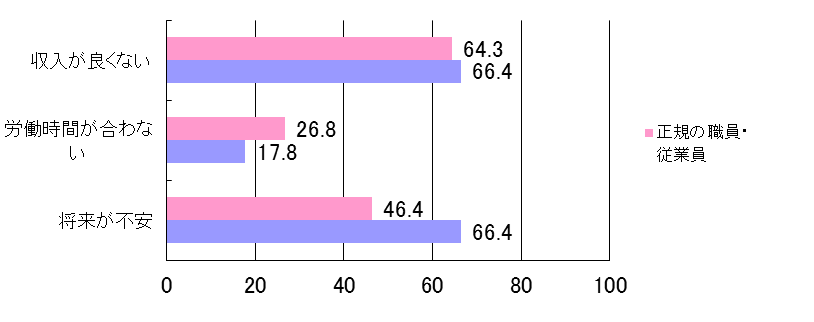 収入が良くない
64.3
66.4
労働時間が合わな
い
26.8
17.8
将来が不安
46.4
66.4
0 20 40 60 80 100
正規の職員・
従業員